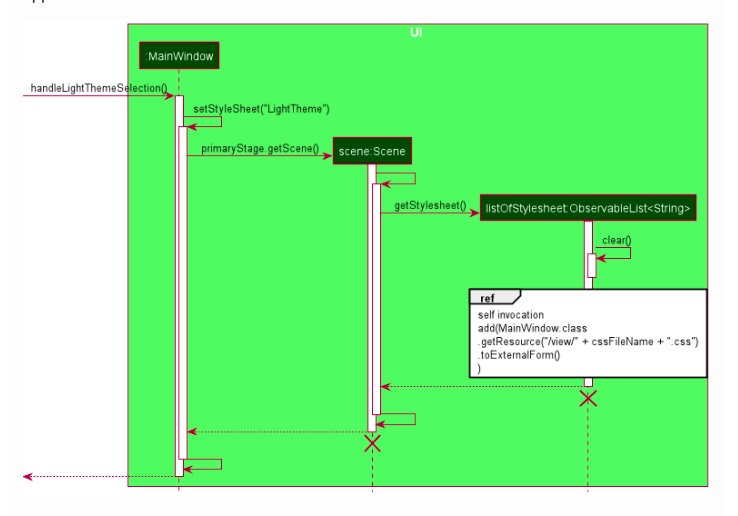 UI
:MainWindow
handleLightThemeSelection()
setStyleSheet("LightTheme")
primaryStage.getScene()
scene:Scene
getStylesheet()
listOfStylesheet:ObservableList<String>
clear()
ref
self invocation
add(MainWindow.class
.getResource("/view/" + cssFileName + ".css")
.toExternalForm()
)